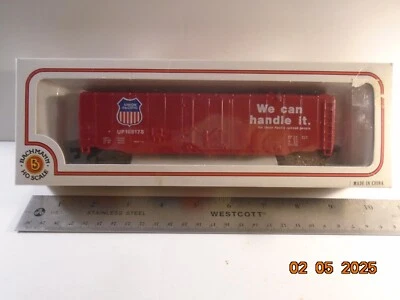 UNION PACIFIC
We can
handle it.
BACHMANN
B
HO SCALE
MADE IN CHINA
STAINLESS STEEL
WESTCOTT
02 05 2025